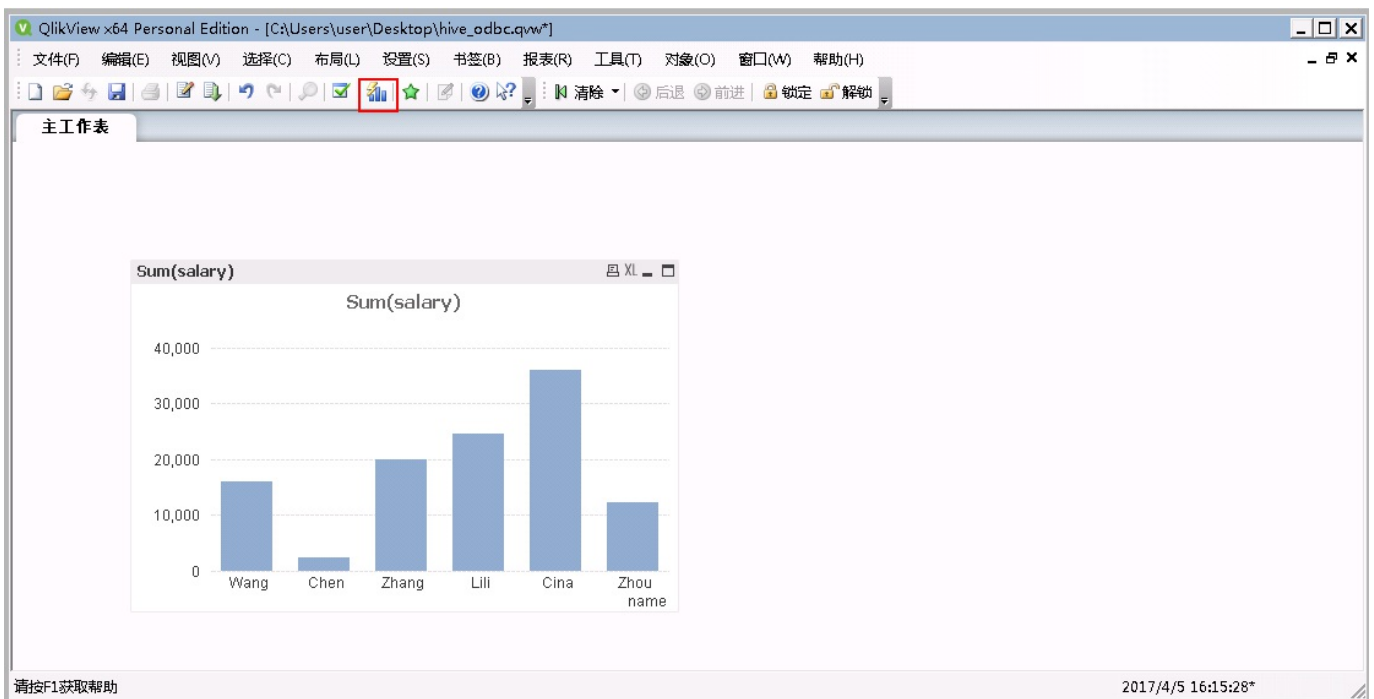 QlikView x64 Personal Edition - [C:\Users\user\Desktop\hive_odbc.qvw*]
文件(F) 编辑(E) 视图(V) 选择(C) 布局(L) 设置(S) 书签(B) 报表(R) 工具(T) 对象(O) 窗口(W) 帮助(H)
清除 后退 前进 锁定 解锁
主工作表
Sum(salary) XL
Sum(salary)
40,000
30,000
20,000
10,000
0
Wang Chen Zhang Lili Cina Zhou
name
请按F1获取帮助 2017/4/5 16:15:28*